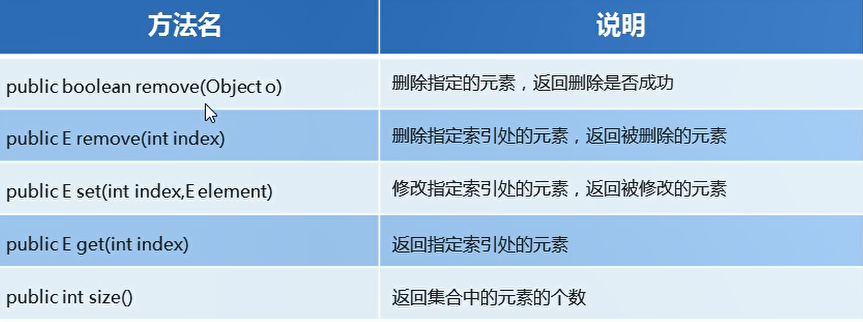 方法名 说明
public boolean remove(Object o) 删除指定的元素，返回删除是否成功
public E remove(int index) 删除指定索引处的元素，返回被删除的元素
public E set(int index,E element) 修改指定索引处的元素，返回被修改的元素
public E get(int index) 返回指定索引处的元素
public int size() 返回集合中的元素的个数